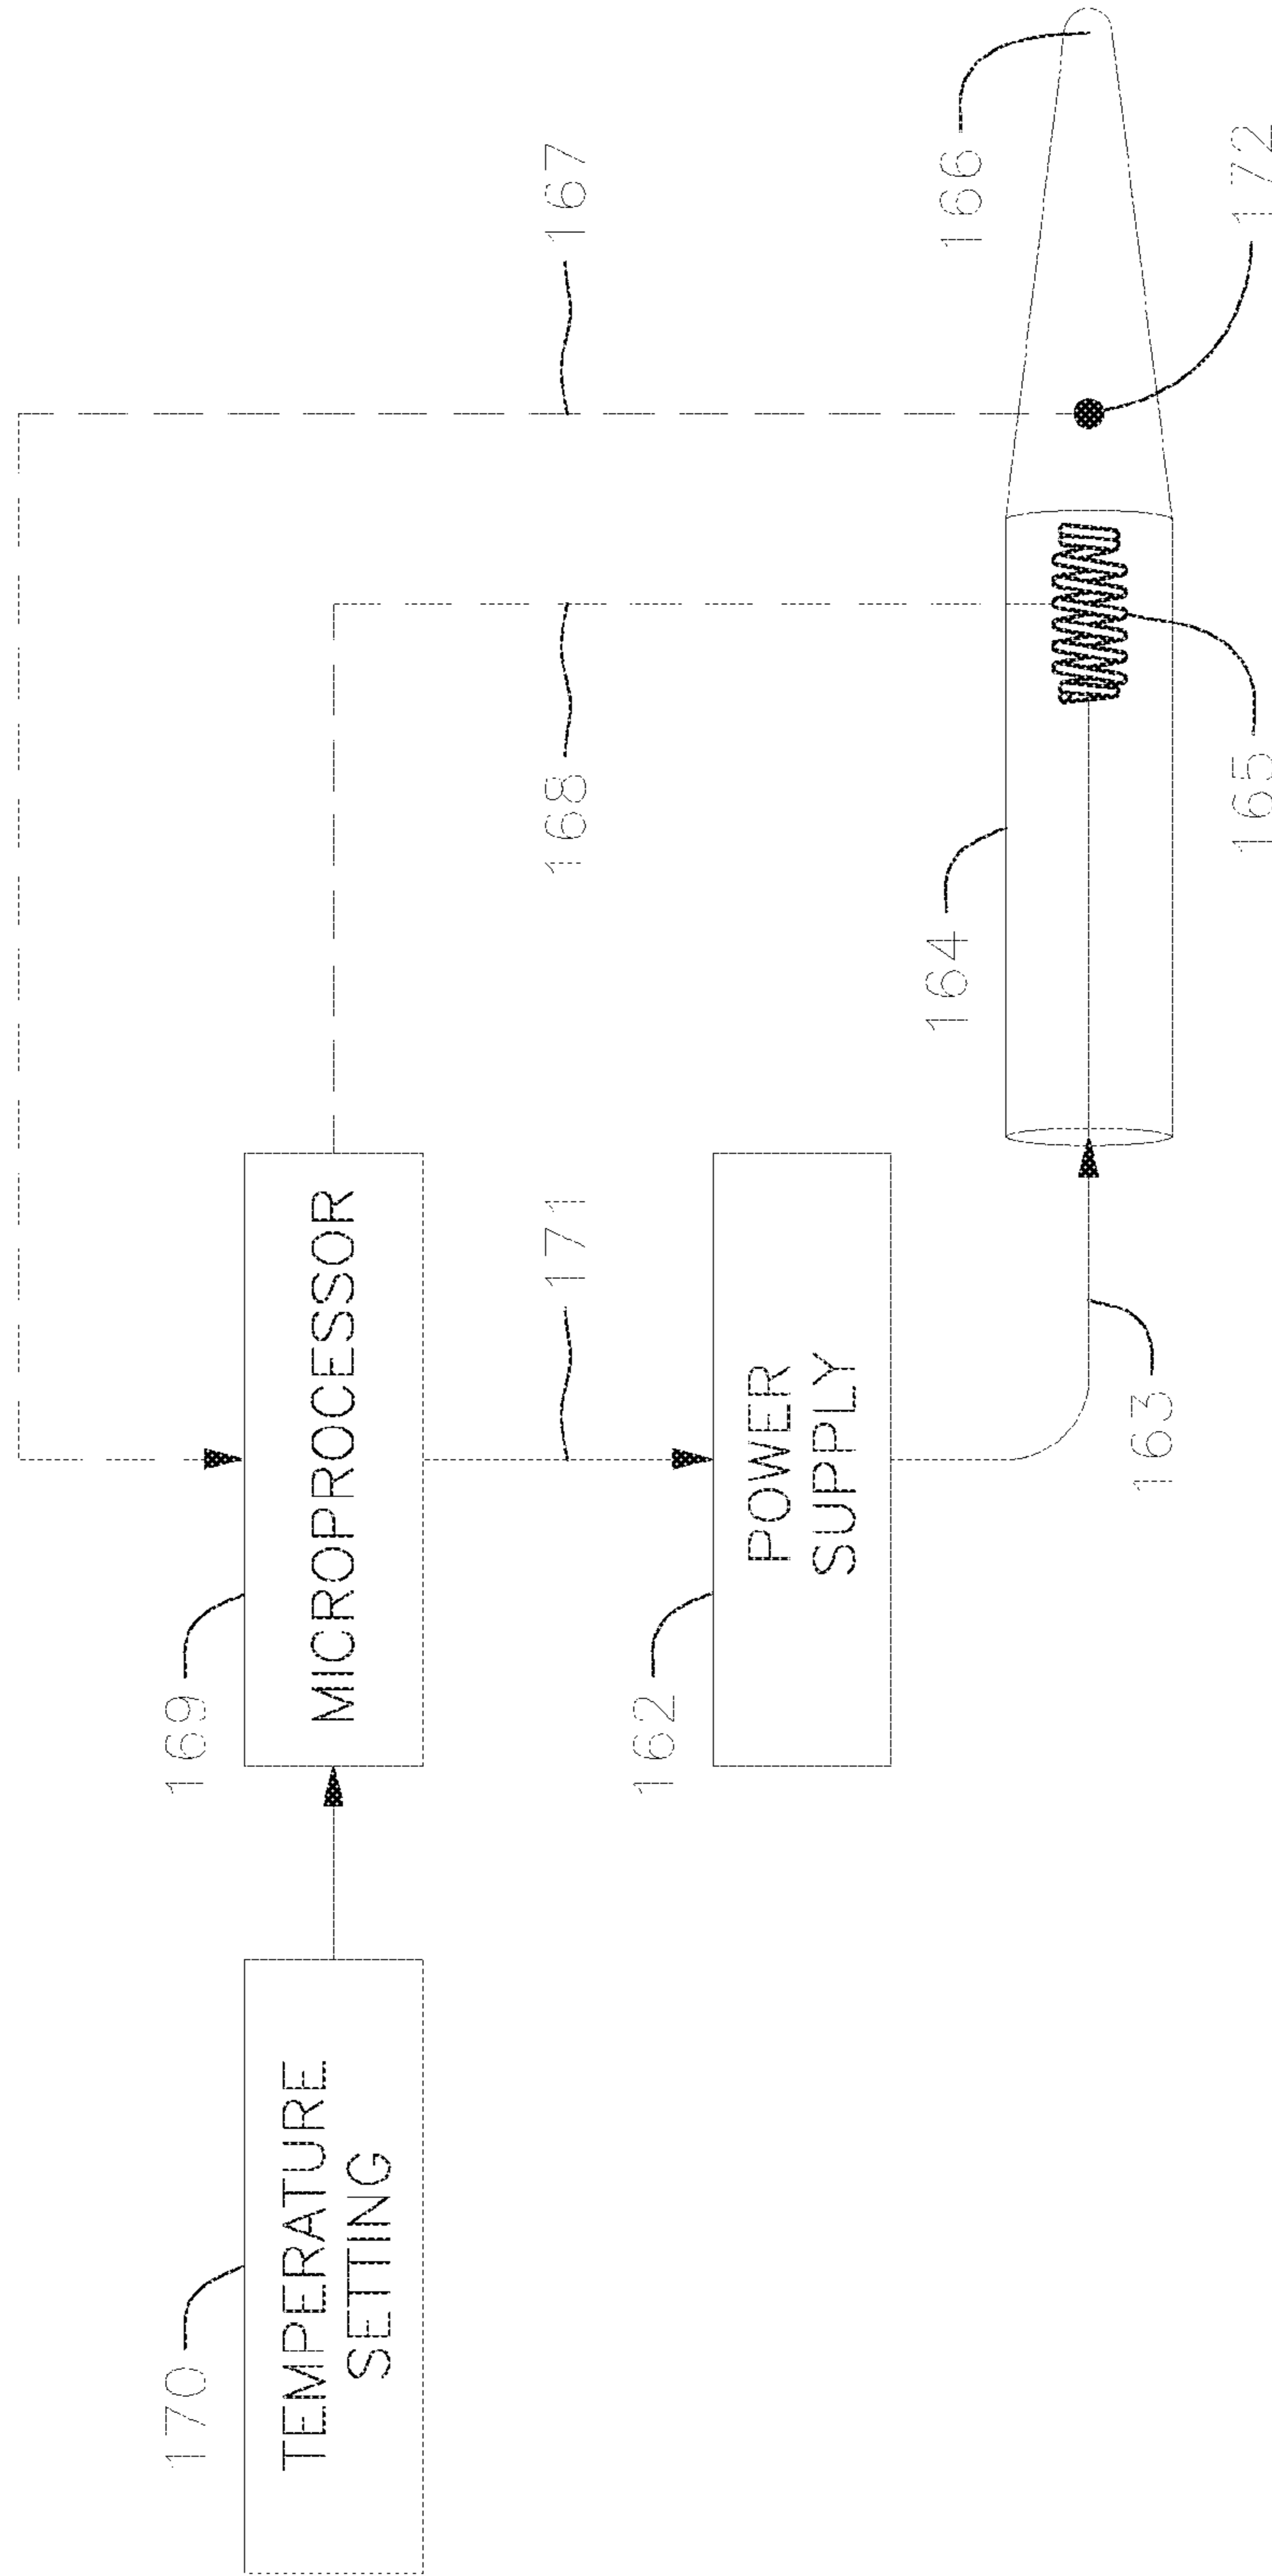 170
TEMPERATURE
SETTING
169
MICROPROCESSOR
167
168
171
162
POWER
SUPPLY
166
172
164
165
163